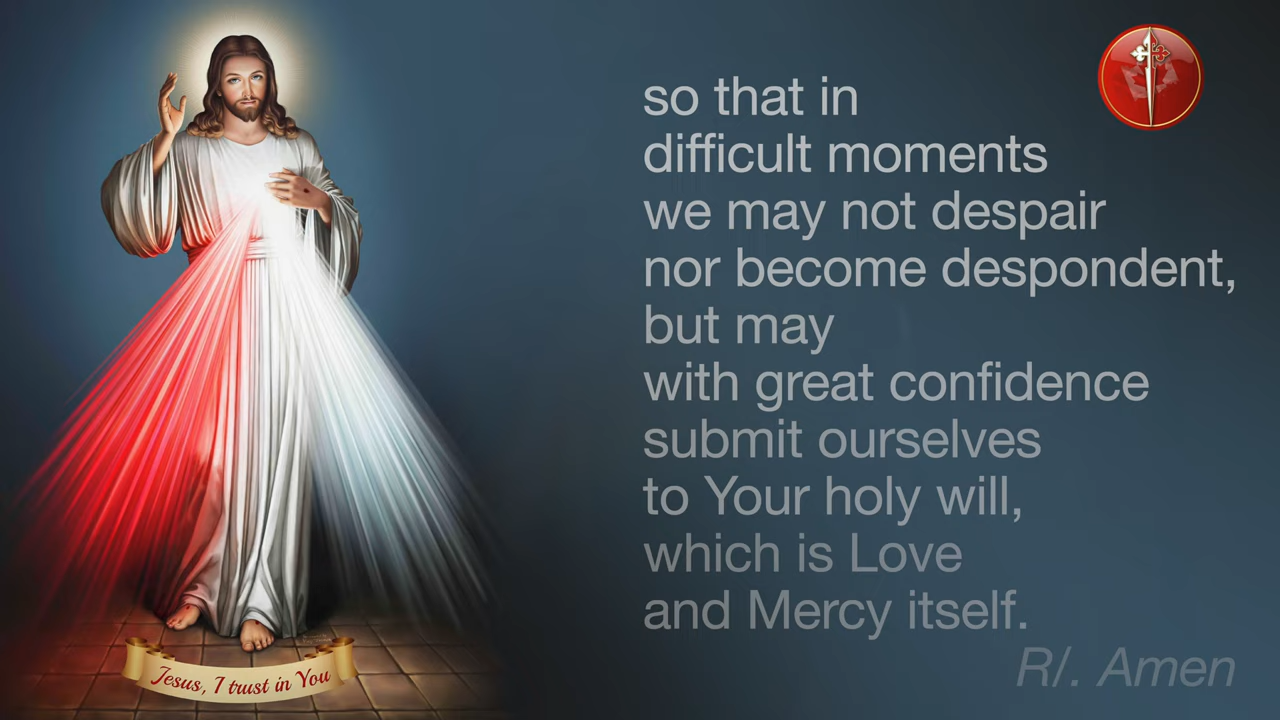 so that in
difficult moments
we may not despair
nor become despondent,
but may
with great confidence
submit ourselves
to Your holy will,
which is Love
and Mercy itself.
R/. Amen
Jesus, I trust in You